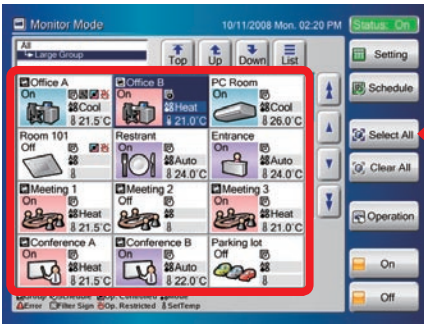 Monitor Mode 10/11/2008 Mon. 02:20 PM Status: On
All
Large Group
Top Up Down List
Setting
Office A
On
Cool
21.5°C
Office B
On
Heat
21.0°C
PC Room
On
Cool
26.0°C
Schedule
Room 101
Off
Restrant
On
Auto
24.0°C
Entrance
On
Auto
24.0°C
Select All
Clear All
Meeting 1
On
Heat
21.5°C
Meeting 2
Off
Meeting 3
On
Heat
21.0°C
Operation
Conference A
On
Heat
21.5°C
Conference B
On
Auto
22.0°C
Parking lot
Off
On
Error Filter Sign Op. Restricted SetTemp
Off